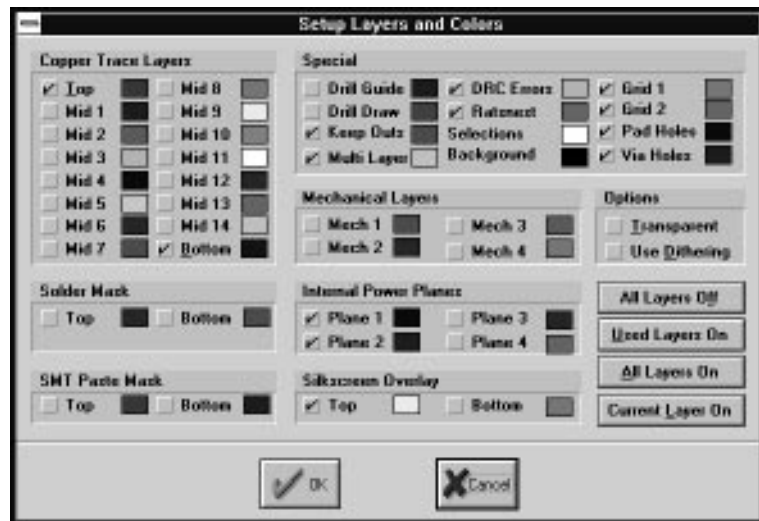 Setup Layers and Colors
Copper Trace Layers
Top
Mid 8
Mid 1
Mid 9
Mid 2
Mid 10
Mid 3
Mid 11
Mid 4
Mid 12
Mid 5
Mid 13
Mid 6
Mid 14
Mid 7
Bottom
Special
Drill Guide
DRC Errors
Grid 1
Drill Draw
Ratsnest
Grid 2
Keep Outs
Selections
Pad Holes
Multi Layer
Background
Via Holes
Mechanical Layers
Mech 1
Mech 3
Mech 2
Mech 4
Options
Transparent
Use Dithering
Solder Mask
Top
Bottom
Internal Power Planes
Plane 1
Plane 3
Plane 2
Plane 4
All Layers Off
Used Layers On
All Layers On
Current Layer On
SMT Paste Mask
Top
Bottom
Silkscreen Overlay
Top
Bottom
OK
Cancel